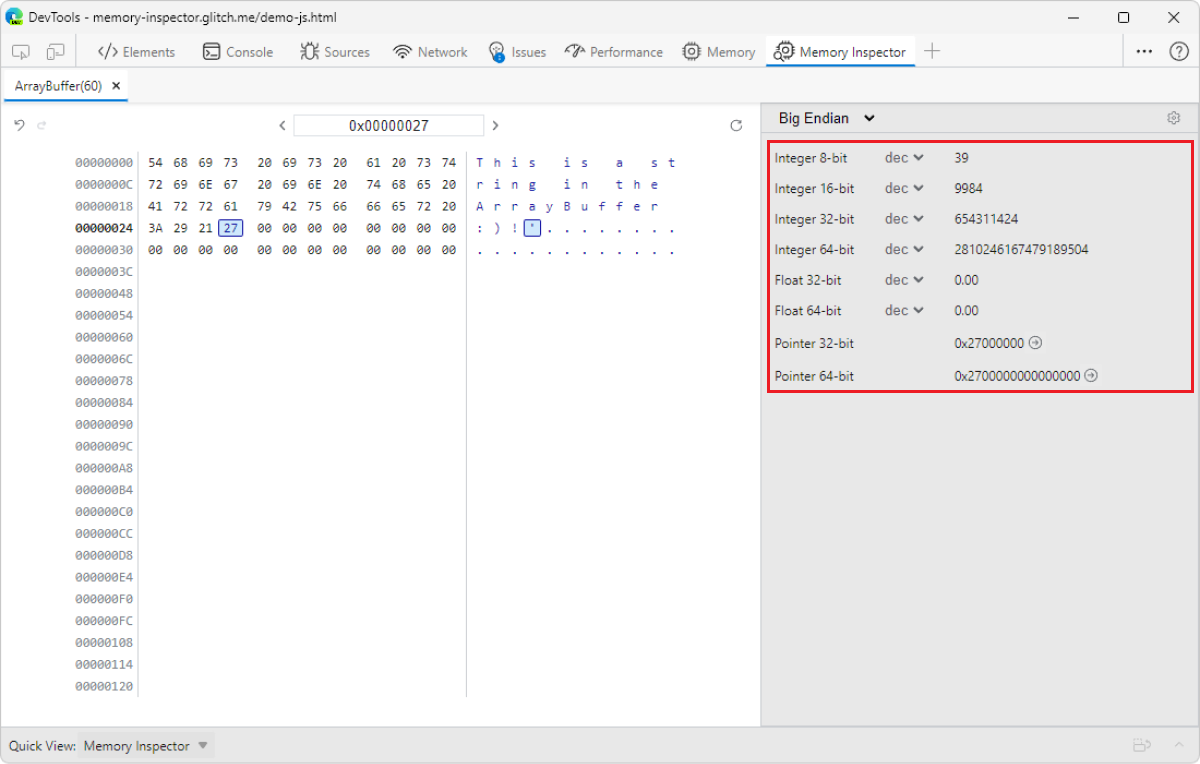 DevTools - memory-inspector.glitch.me/demo-js.html
</> Elements Console Sources Network Issues Performance Memory Memory Inspector
ArrayBuffer(60) ×
0x00000027
00000000 54 68 69 73 20 69 73 20 61 20 73 74 T h i s i s a s t
0000000C 72 69 6E 67 20 69 6E 20 74 68 65 20 r i n g i n t h e
00000018 41 72 72 61 79 42 75 66 66 65 72 20 A r r a y B u f f e r
00000024 3A 29 21 27 00 00 00 00 00 00 00 00 : ) ! ' . . . . . . . .
00000030 00 00 00 00 00 00 00 00 00 00 00 00 . . . . . . . . . . . .
0000003C
00000048
00000054
00000060
0000006C
00000078
00000084
00000090
0000009C
000000A8
000000B4
000000C0
000000CC
000000D8
000000E4
000000F0
000000FC
00000108
00000114
00000120
Big Endian
Integer 8-bit dec 39
Integer 16-bit dec 9984
Integer 32-bit dec 654311424
Integer 64-bit dec 2810246167479189504
Float 32-bit dec 0.00
Float 64-bit dec 0.00
Pointer 32-bit 0x27000000
Pointer 64-bit 0x2700000000000000
Quick View: Memory Inspector